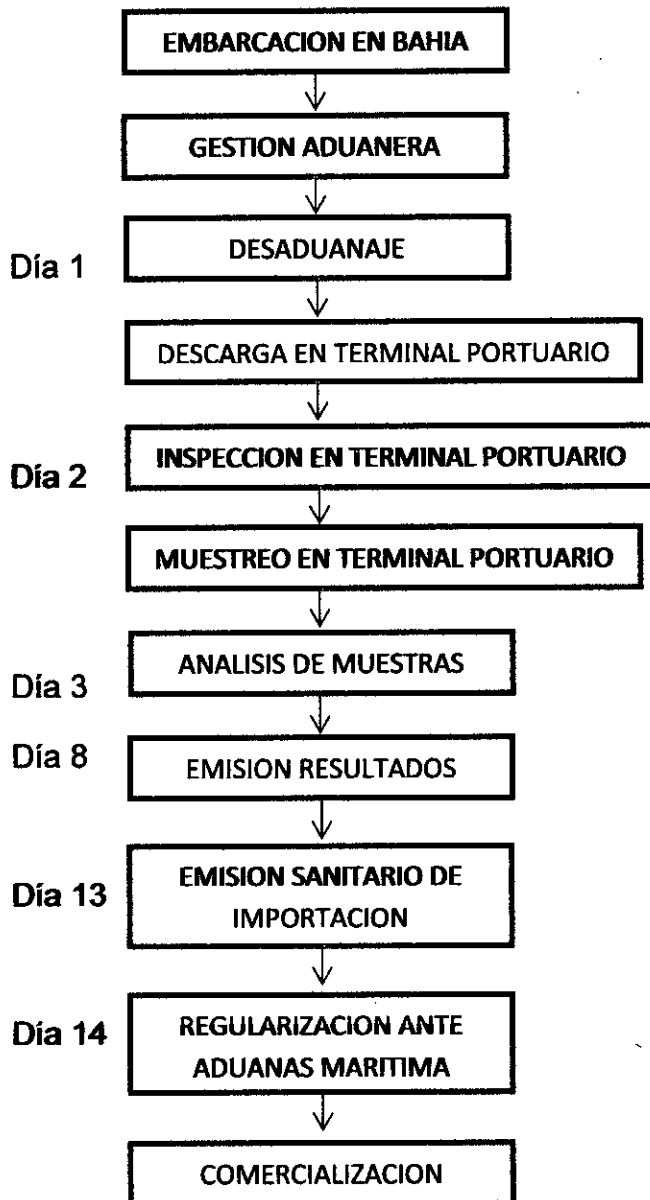 EMBARCACION EN BAHIA
GESTION ADUANERA
Día 1
DESADUANAJE
DESCARGA EN TERMINAL PORTUARIO
Día 2
INSPECCION EN TERMINAL PORTUARIO
MUESTREO EN TERMINAL PORTUARIO
Día 3
ANALISIS DE MUESTRAS
Día 8
EMISION RESULTADOS
Día 13
EMISION SANITARIO DE
IMPORTACION
Día 14
REGULARIZACION ANTE
ADUANAS MARITIMA
COMERCIALIZACION